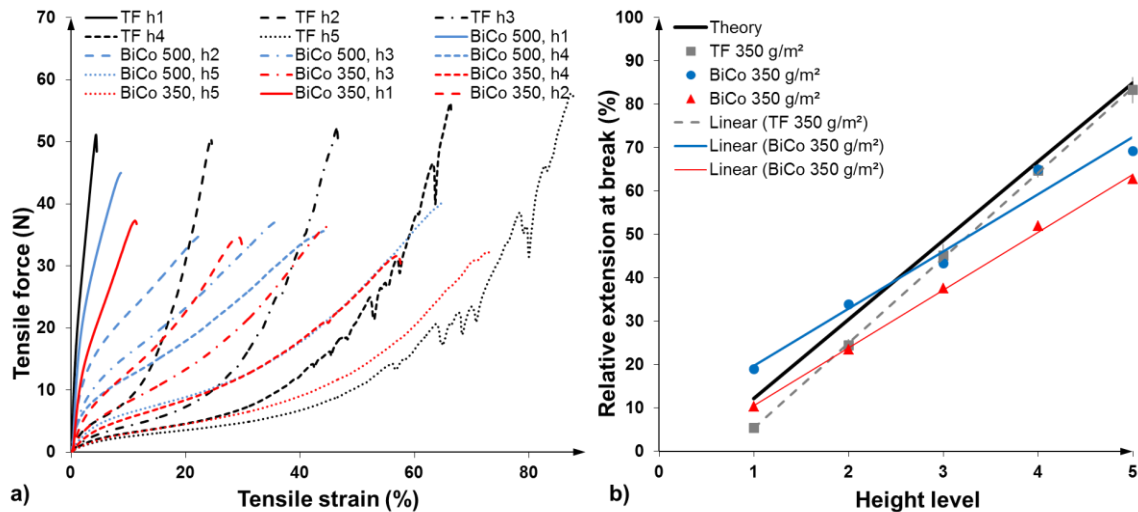 TF h1 TF h2 TF h3
TF h4 TF h5 BiCo 500, h1
BiCo 500, h2 BiCo 500, h3 BiCo 500, h4
BiCo 500, h5 BiCo 350, h3 BiCo 350, h4
BiCo 350, h5 BiCo 350, h1 BiCo 350, h2
70
60
50
40
30
20
10
0
Tensile force (N)
0 20 40 60 80
Tensile strain (%)
a)
100
90
80
70
60
50
40
30
20
10
0
Relative extension at break (%)
Theory
TF 350 g/m²
BiCo 350 g/m²
BiCo 350 g/m²
Linear (TF 350 g/m²)
Linear (BiCo 350 g/m²)
Linear (BiCo 350 g/m²)
0 1 2 3 4 5
Height level
b)